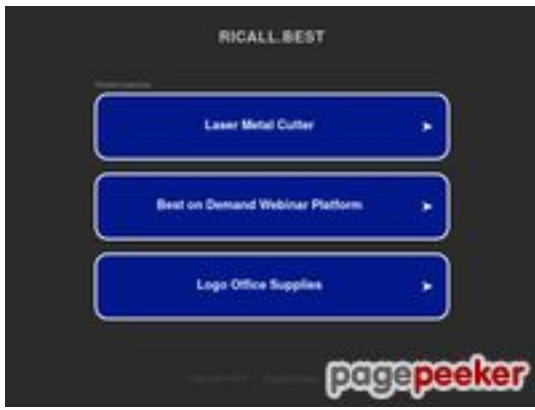 RICALL.BEST
Laser Metal Cutter
Best on Demand Webinar Platform
Logo Office Supplies
pagepeeker